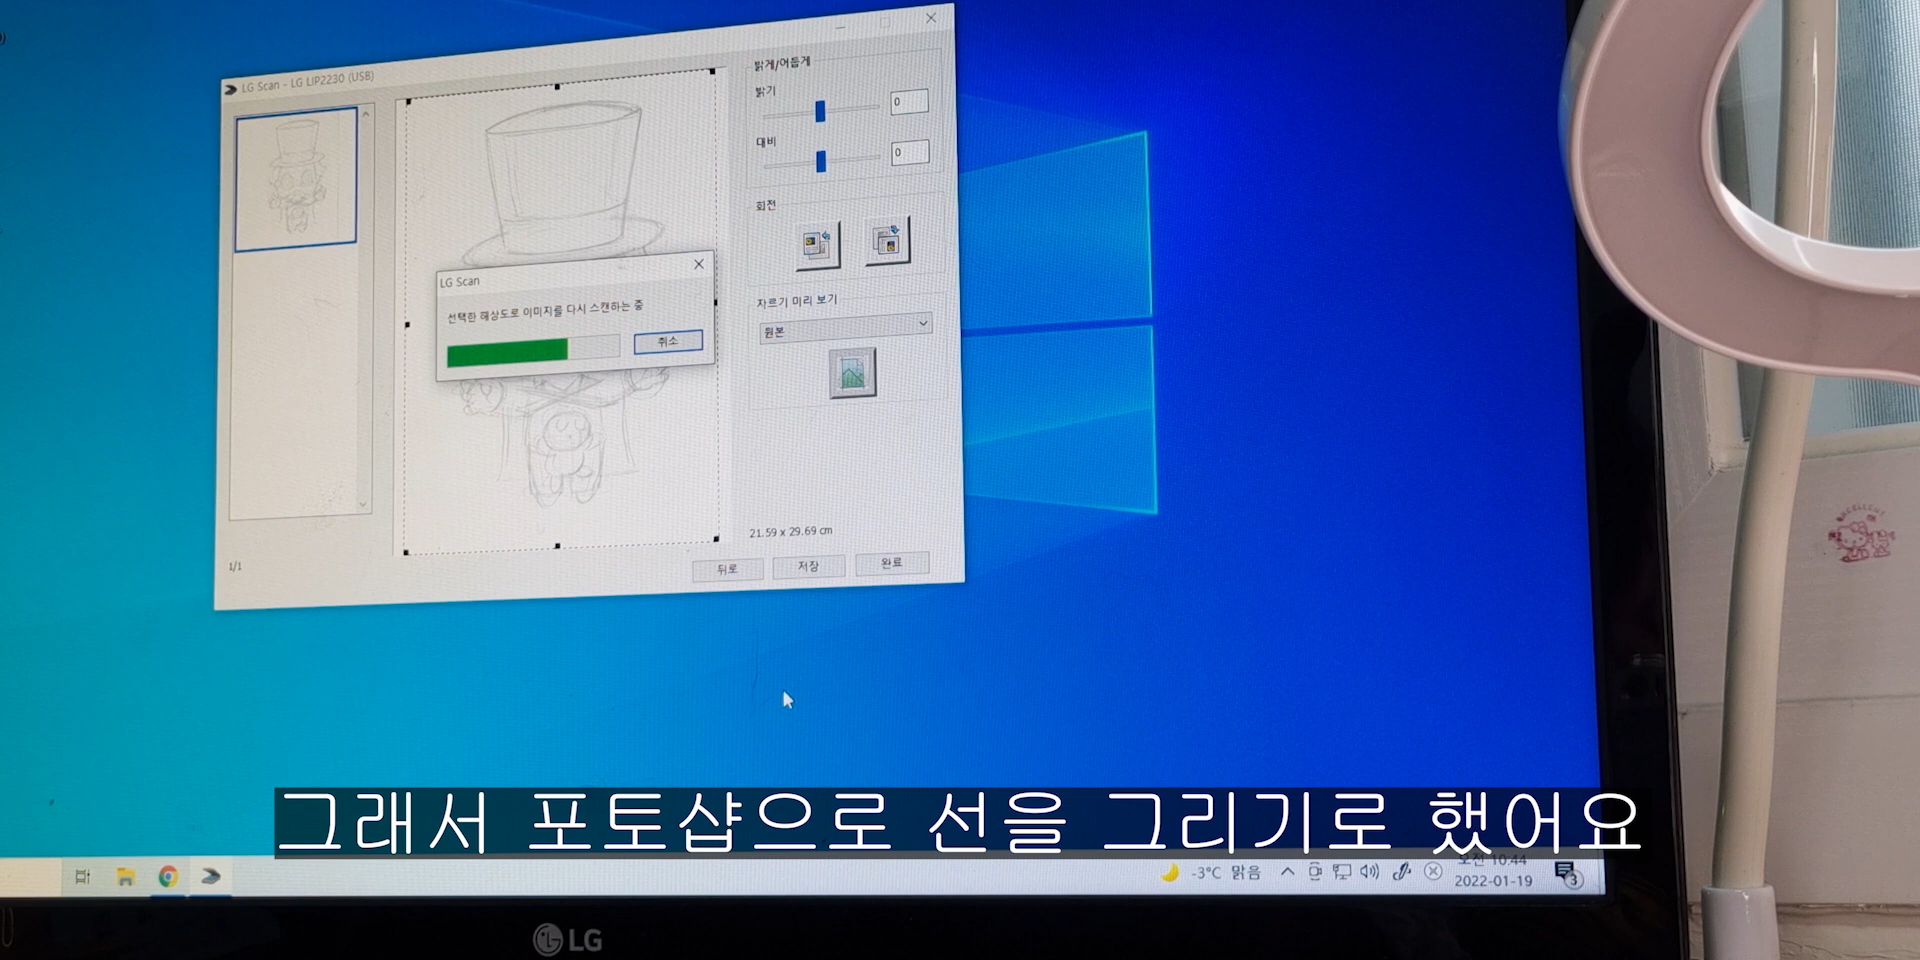 LG Scan - LG LIP2230 (USB)
밝게/어둡게
밝기
0
대비
0
회전
LG Scan
선택한 해상도로 이미지를 다시 스캔하는 중
취소
자르기 미리 보기
원본
21.59 x 29.69 cm
1/1
뒤로
저장
완료
EXCELLENT
그래서 포토샵으로 선을 그리기로 했어요
-3°C 맑음
오전 10:44
2022-01-19
3
LG